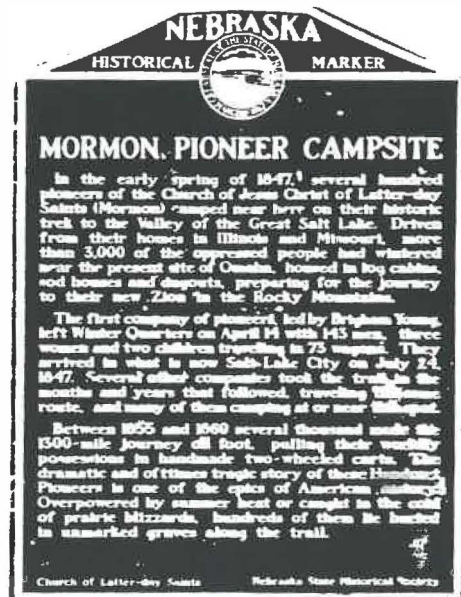 NEBRASKA
HISTORICAL MARKER
MORMON PIONEER CAMPSITE
In the early spring of 1847, several hundred
pioneers of the Church of Jesus Christ of Latter-day
Saints (Mormon) camped near here on their historic
trek to the Valley of the Great Salt Lake. Driven
from their homes in Illinois and Missouri, more
than 3,000 of the oppressed people had wintered
near the present site of Omaha, housed in log cabins,
sod houses and dugouts, preparing for the journey
to their new Zion in the Rocky Mountains.
The first company of pioneers, led by Brigham Young,
left Winter Quarters on April 14 with 143 men, three
women and two children traveling in 73 wagons. They
arrived in what is now Salt Lake City on July 24,
1847. Several other companies took the trail in the
months and years that followed, traveling the same
route, and many of them camping at or near
Between 1855 and 1860 several thousand made the
1300-mile journey on foot, pulling their worldly
possessions in handmade two-wheeled carts. The
dramatic and ofttimes tragic story of these Handcart
Pioneers is one of the epics of American
Overpowered by summer heat or caught in the cold
of prairie blizzards, hundreds of them lie buried
in unmarked graves along the trail.
Church of Latter-day Saints Nebraska State Historical Society